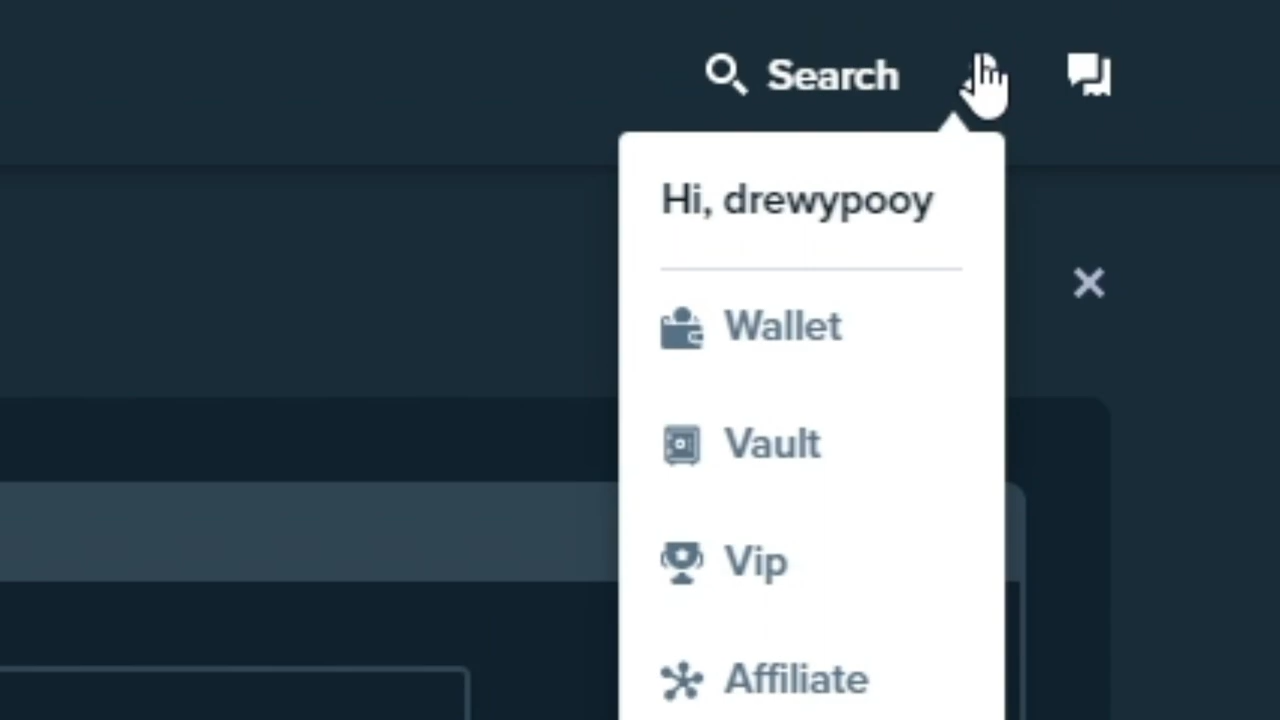 Search
Hi, drewypooy
Wallet
Vault
Vip
Affiliate